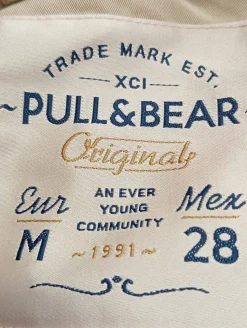 TRADE MARK EST.
XCI
~PULL&BEAR~
Originals
Eur AN EVER Mex
YOUNG
COMMUNITY
M ~1991~ 28